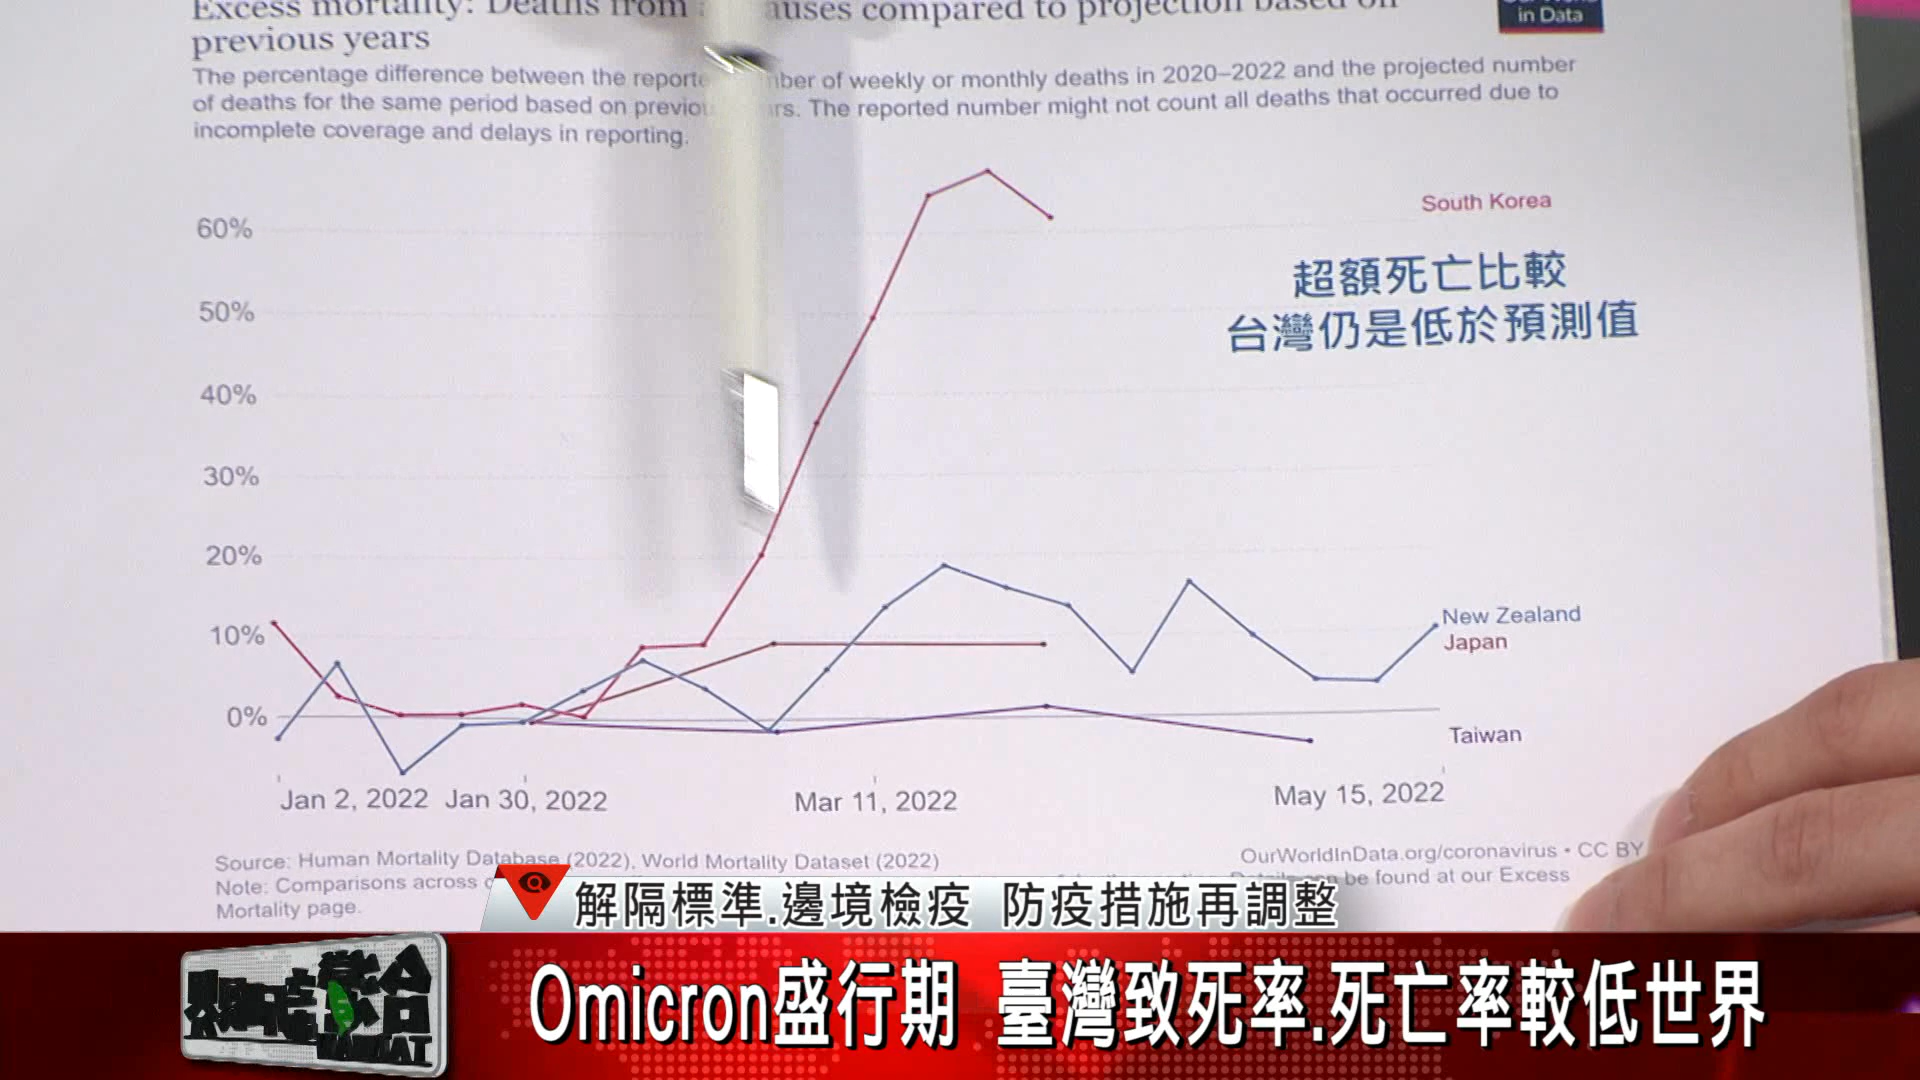 Excess mortality: Deaths from auses compared to projection based on
previous years
in Data
The percentage difference between the reporte ber of weekly or monthly deaths in 2020–2022 and the projected number
of deaths for the same period based on previou rs. The reported number might not count all deaths that occurred due to
incomplete coverage and delays in reporting.
60%
50%
40%
30%
20%
10%
0%
South Korea
超額死亡比較
台灣仍是低於預測值
New Zealand
Japan
Taiwan
Jan 2, 2022 Jan 30, 2022 Mar 11, 2022 May 15, 2022
Source: Human Mortality Database (2022), World Mortality Dataset (2022)
OurWorldInData.org/coronavirus • CC BY
Note: Comparisons across be found at our Excess
Mortality page.
解隔標準.邊境檢疫 防疫措施再調整
Omicron盛行期 臺灣致死率.死亡率較低世界